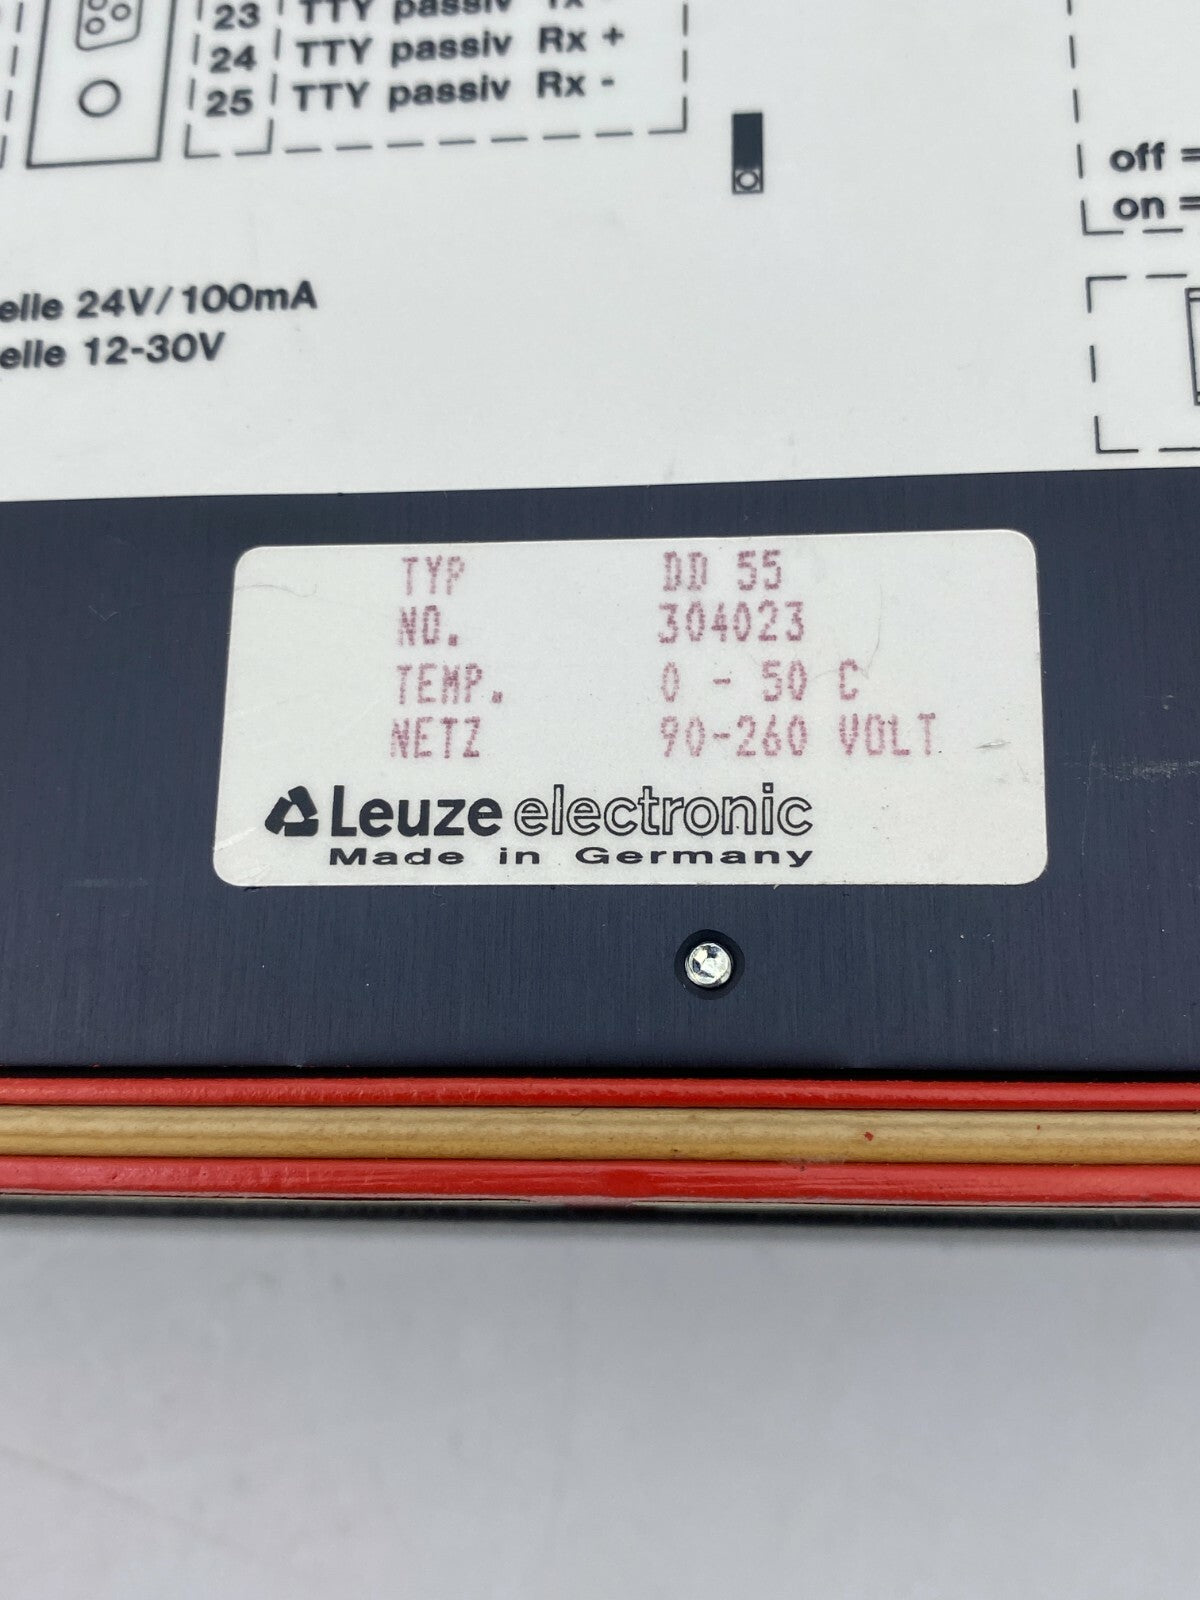 23 TTY passiv Tx -
24 TTY passiv Rx +
25 TTY passiv Rx -
off =
on =
elle 24V/100mA
elle 12-30V
TYP DD 55
NO. 304023
TEMP. 0 - 50 C
NETZ 90-260 VOLT
Leuze electronic
Made in Germany